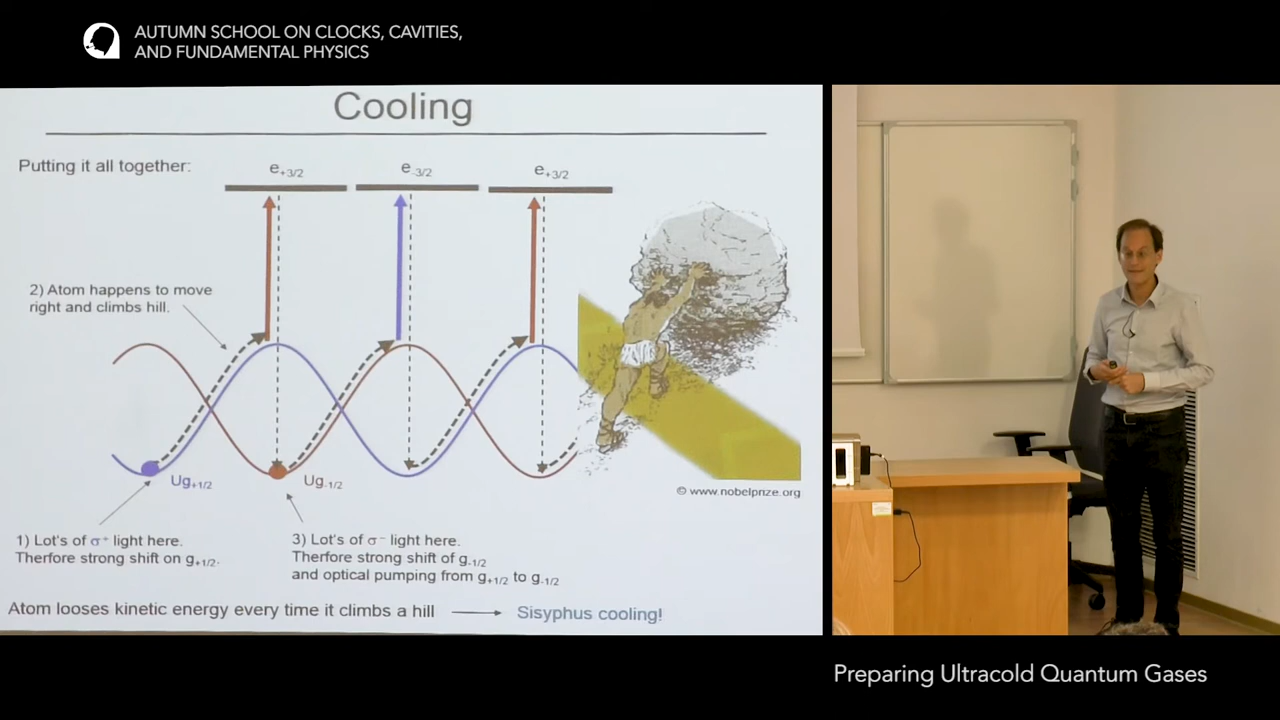 AUTUMN SCHOOL ON CLOCKS, CAVITIES,
AND FUNDAMENTAL PHYSICS
Cooling
Putting it all together:
e+3/2
e-3/2
e+3/2
2) Atom happens to move
right and climbs hill.
Ug+1/2
Ug-1/2
© www.nobelprize.org
1) Lot's of σ+ light here.
Therfore strong shift on g+1/2.
3) Lot's of σ− light here.
Therfore strong shift of g-1/2
and optical pumping from g+1/2 to g-1/2
Atom looses kinetic energy every time it climbs a hill
Sisyphus cooling!
Preparing Ultracold Quantum Gases